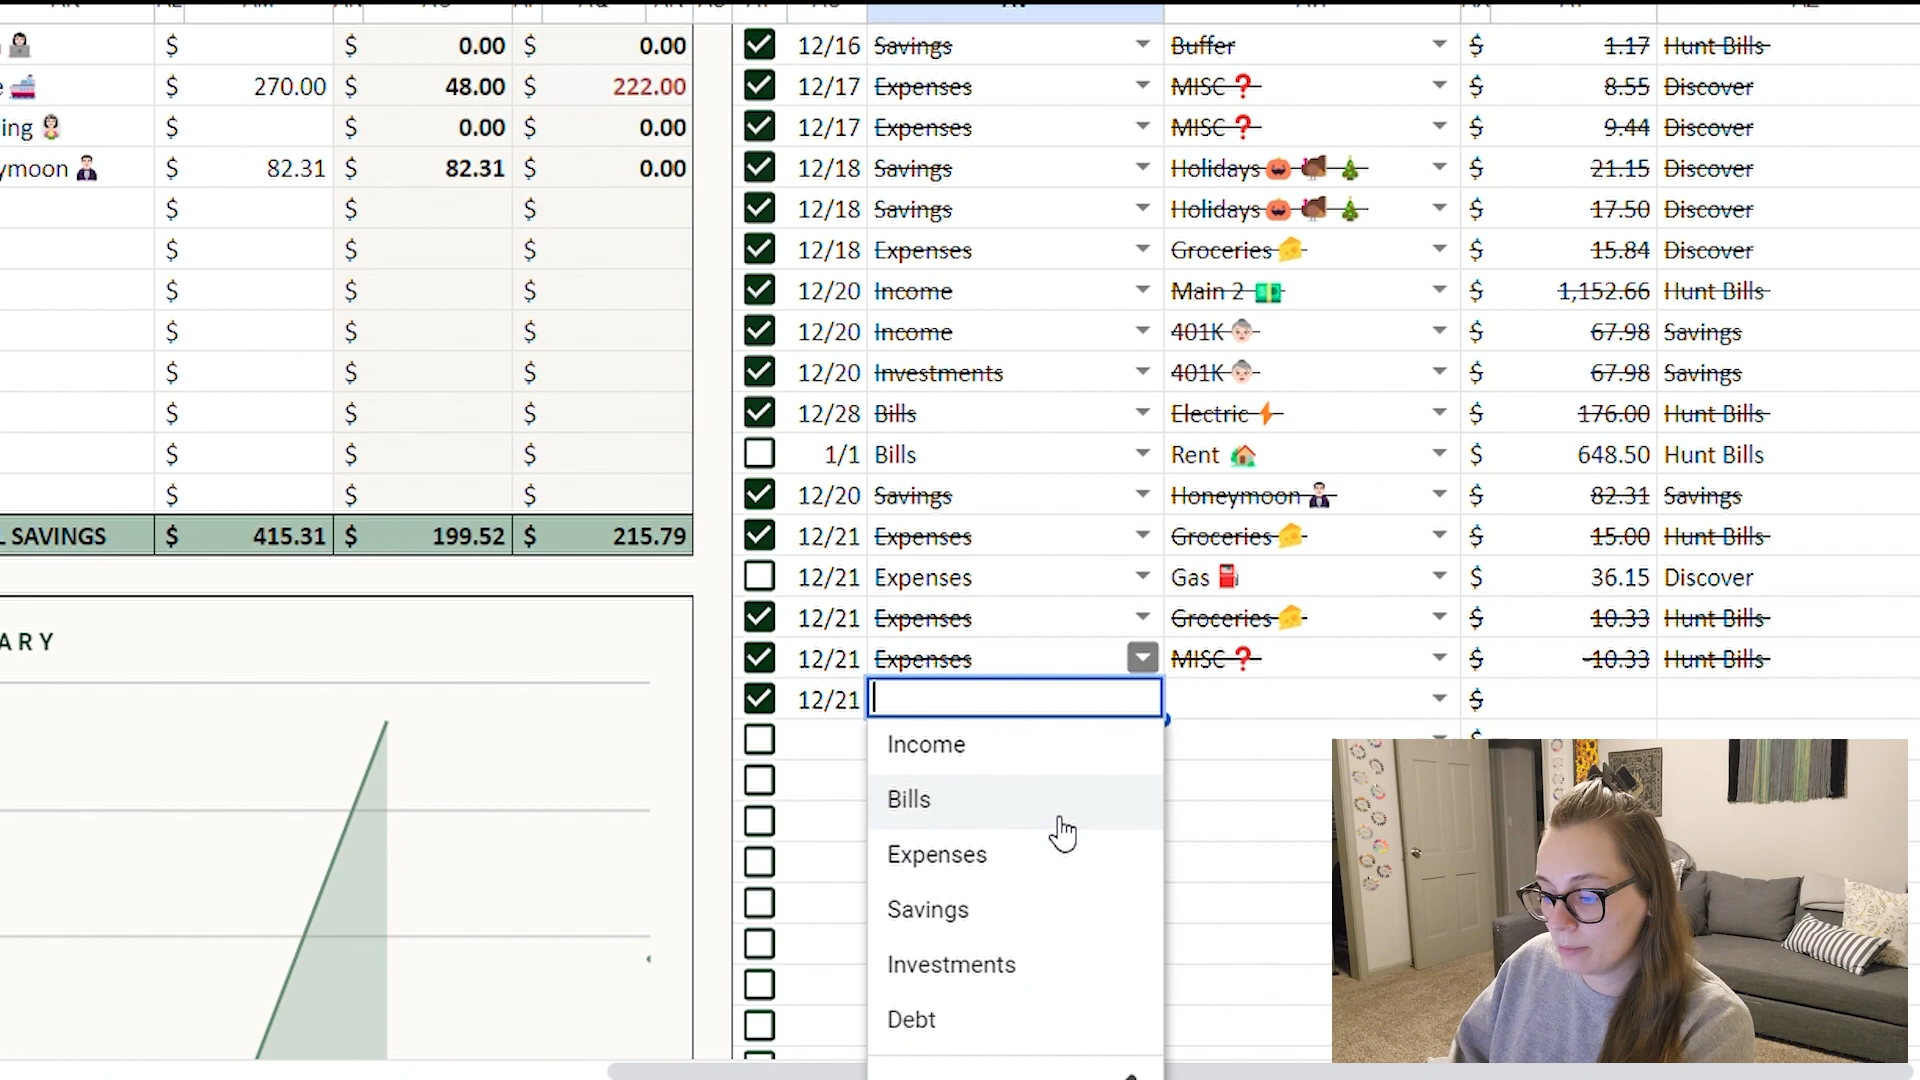 $ $ 0.00 $ 0.00
$ 270.00 $ 48.00 $ 222.00
ing $ $ 0.00 $ 0.00
ymoon $ 82.31 $ 82.31 $ 0.00
$ $ $
$ $ $
$ $ $
$ $ $
$ $ $
$ $ $
$ $ $
$ $ $
L SAVINGS $ 415.31 $ 199.52 $ 215.79
ARY
12/16 Savings Buffer $ 1.17 Hunt Bills
12/17 Expenses MISC ❓ $ 8.55 Discover
12/17 Expenses MISC ❓ $ 9.44 Discover
12/18 Savings Holidays 🎃 🦃 🎄 $ 21.15 Discover
12/18 Savings Holidays 🎃 🦃 🎄 $ 17.50 Discover
12/18 Expenses Groceries 🧀 $ 15.84 Discover
12/20 Income Main 2 💵 $ 1,152.66 Hunt Bills
12/20 Income 401K 👵🏻 $ 67.98 Savings
12/20 Investments 401K 👵🏻 $ 67.98 Savings
12/28 Bills Electric ⚡ $ 176.00 Hunt Bills
1/1 Bills Rent 🏠 $ 648.50 Hunt Bills
12/20 Savings Honeymoon 🤵🏻 $ 82.31 Savings
12/21 Expenses Groceries 🧀 $ 15.00 Hunt Bills
12/21 Expenses Gas ⛽ $ 36.15 Discover
12/21 Expenses Groceries 🧀 $ 10.33 Hunt Bills
12/21 Expenses MISC ❓ $ -10.33 Hunt Bills
12/21 $
Income
Bills
Expenses
Savings
Investments
Debt